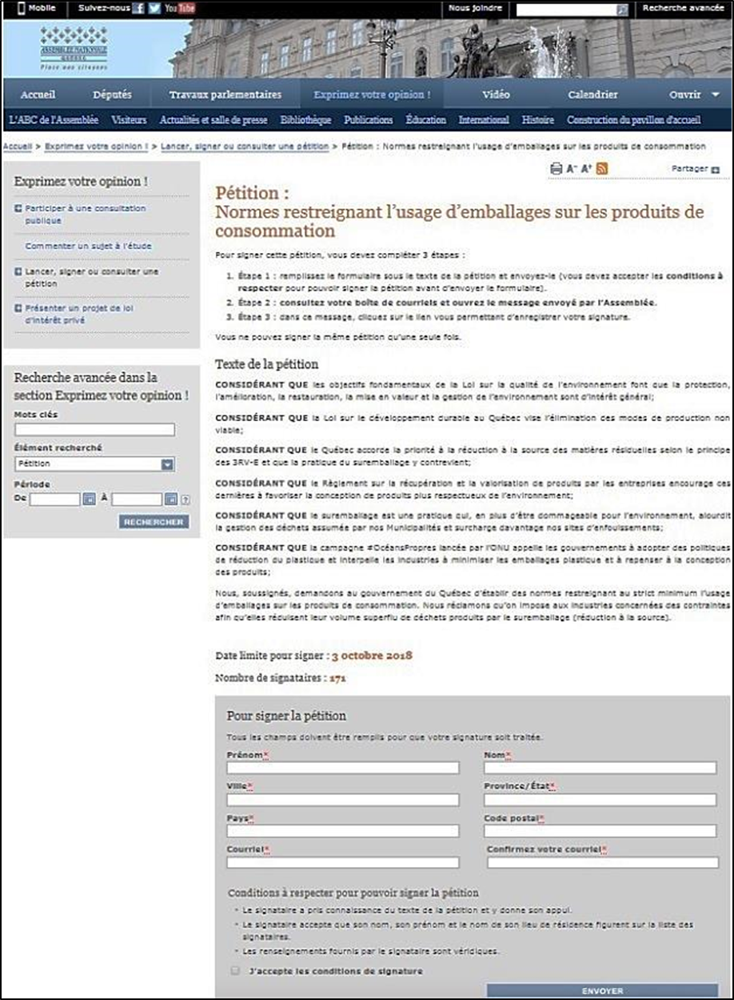 Mobile Suivez-nous You Tube Nous joindre Recherche avancée
ASSEMBLÉE NATIONALE
QUÉBEC
Place aux citoyens
Accueil Députés Travaux parlementaires Exprimez votre opinion ! Vidéo Calendrier Ouvrir
L'ABC de l'Assemblée Visiteurs Actualités et salle de presse Bibliothèque Publications Éducation International Histoire Construction du pavillon d'accueil
Accueil > Exprimez votre opinion ! > Lancer, signer ou consulter une pétition > Pétition : Normes restreignant l'usage d'emballages sur les produits de consommation
A- A+ Partager
Exprimez votre opinion !
Participer à une consultation
publique
Commenter un sujet à l'étude
Lancer, signer ou consulter une
pétition
Présenter un projet de loi
d'intérêt privé
Recherche avancée dans la
section Exprimez votre opinion !
Mots clés
Élément recherché
Pétition
Période
De À ?
RECHERCHER
Pétition :
Normes restreignant l'usage d'emballages sur les produits de
consommation
Pour signer cette pétition, vous devez compléter 3 étapes :
1. Étape 1 : remplissez le formulaire sous le texte de la pétition et envoyez-le (vous devez accepter les conditions à
respecter pour pouvoir signer la pétition avant d'envoyer le formulaire).
2. Étape 2 : consultez votre boîte de courriels et ouvrez le message envoyé par l'Assemblée.
3. Étape 3 : dans ce message, cliquez sur le lien vous permettant d'enregistrer votre signature.
Vous ne pouvez signer la même pétition qu'une seule fois.
Texte de la pétition
CONSIDÉRANT QUE les objectifs fondamentaux de la Loi sur la qualité de l'environnement font que la protection,
l'amélioration, la restauration, la mise en valeur et la gestion de l'environnement sont d'intérêt général;
CONSIDÉRANT QUE la Loi sur le développement durable au Québec vise l'élimination des modes de production non
viable;
CONSIDÉRANT QUE le Québec accorde la priorité à la réduction à la source des matières résiduelles selon le principe
des 3RV-E et que la pratique du suremballage y contrevient;
CONSIDÉRANT QUE le Règlement sur la récupération et la valorisation de produits par les entreprises encourage ces
dernières à favoriser la conception de produits plus respectueux de l'environnement;
CONSIDÉRANT QUE le suremballage est une pratique qui, en plus d'être dommageable pour l'environnement, alourdit
la gestion des déchets assumée par nos Municipalités et surcharge davantage nos sites d'enfouissements;
CONSIDÉRANT QUE la campagne #OcéansPropres lancée par l'ONU appelle les gouvernements à adopter des politiques
de réduction du plastique et interpelle les industries à minimiser les emballages plastique et à repenser à la conception
des produits;
Nous, soussignés, demandons au gouvernement du Québec d'établir des normes restreignant au strict minimum l'usage
d'emballages sur les produits de consommation. Nous réclamons qu'on impose aux industries concernées des contraintes
afin qu'elles réduisent leur volume superflu de déchets produits par le suremballage (réduction à la source).
Date limite pour signer : 3 octobre 2018
Nombre de signataires : 171
Pour signer la pétition
Tous les champs doivent être remplis pour que votre signature soit traitée.
Prénom* Nom*
Ville* Province/État*
Pays* Code postal*
Courriel* Confirmez votre courriel*
Conditions à respecter pour pouvoir signer la pétition
• Le signataire a pris connaissance du texte de la pétition et y donne son appui.
• Le signataire accepte que son nom, son prénom et le nom de son lieu de résidence figurent sur la liste des
signataires.
• Les renseignements fournis par le signataire sont véridiques.
J'accepte les conditions de signature
ENVOYER